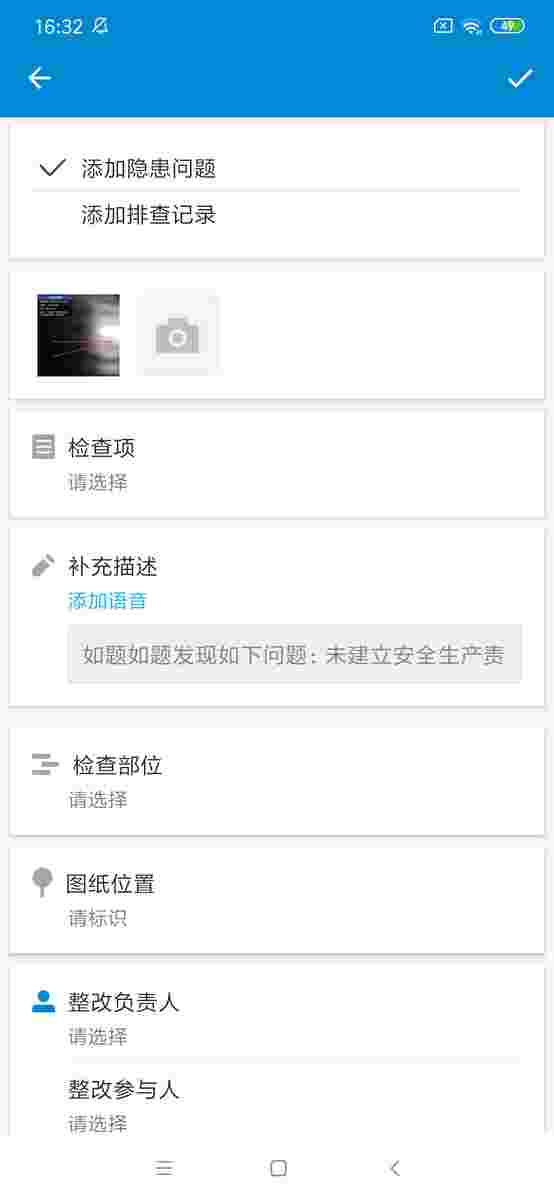 16:32
49
添加隐患问题
添加排查记录
检查项
请选择
补充描述
添加语音
如题如题发现如下问题：未建立安全生产责
检查部位
请选择
图纸位置
请标识
整改负责人
请选择
整改参与人
请选择